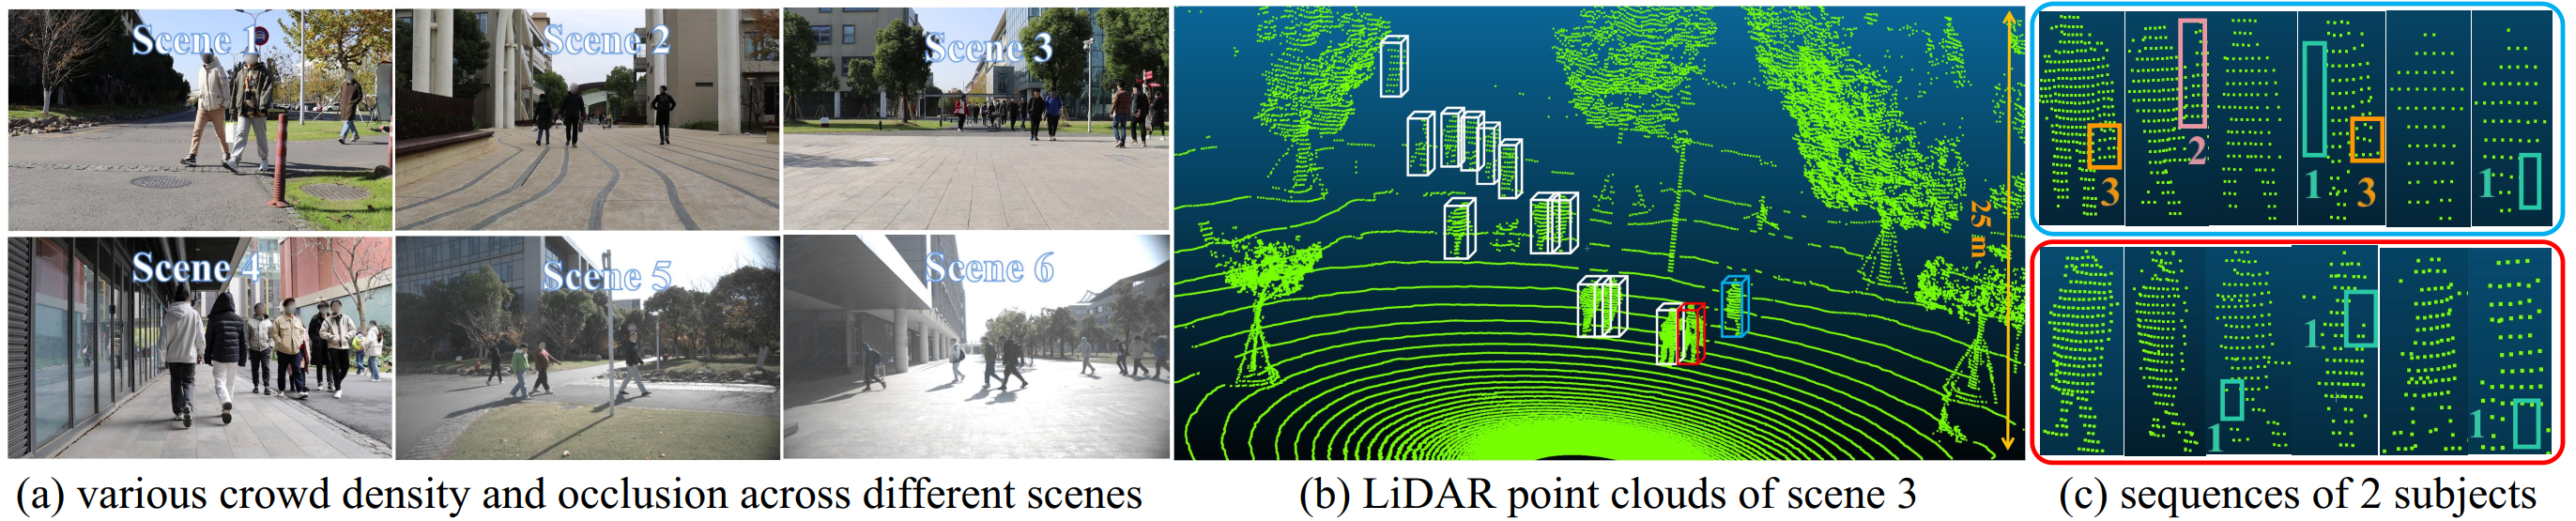 Scene 1
Scene 2
Scene 3
Scene 4
Scene 5
Scene 6
25 m
3
2
1
3
1
1
1
1
(a) various crowd density and occlusion across different scenes
(b) LiDAR point clouds of scene 3
(c) sequences of 2 subjects